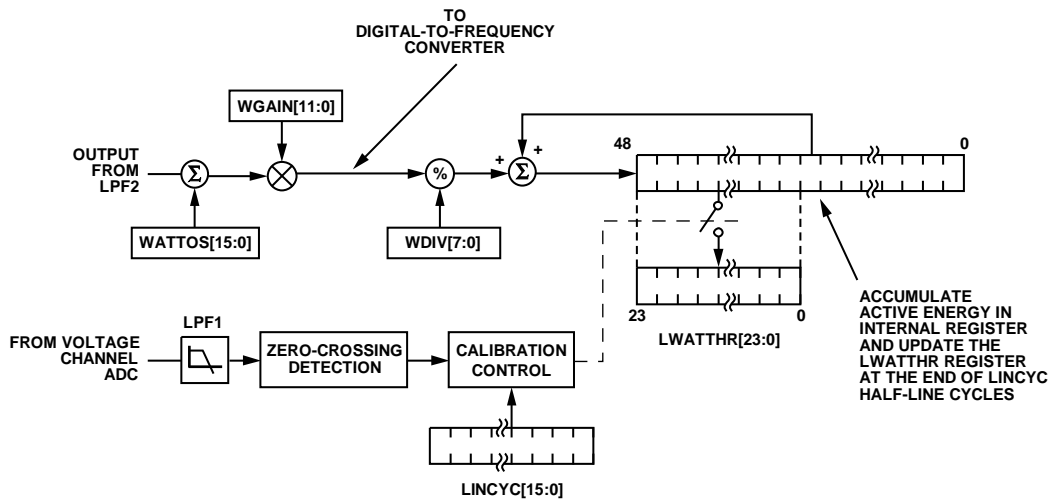 TO
DIGITAL-TO-FREQUENCY
CONVERTER
WGAIN[11:0]
OUTPUT
FROM
LPF2
Σ
%
+
+
Σ
48
0
WATTOS[15:0]
WDIV[7:0]
23
0
LWATTHR[23:0]
ACCUMULATE
ACTIVE ENERGY IN
INTERNAL REGISTER
AND UPDATE THE
LWATTHR REGISTER
AT THE END OF LINCYC
HALF-LINE CYCLES
FROM VOLTAGE
CHANNEL
ADC
LPF1
ZERO-CROSSING
DETECTION
CALIBRATION
CONTROL
LINCYC[15:0]